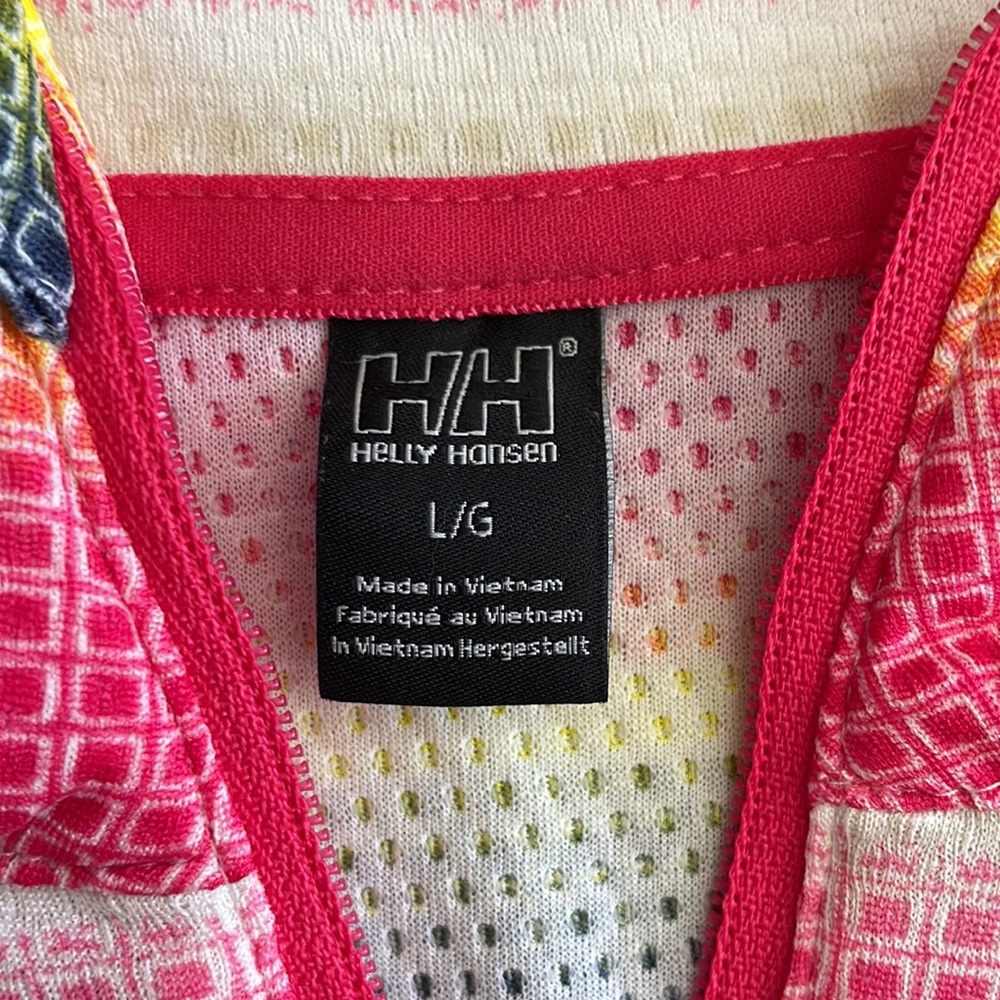 HH®
HELLY HANSEN
L/G
Made in Vietnam
Fabriqué au Vietnam
In Vietnam Hergestellt